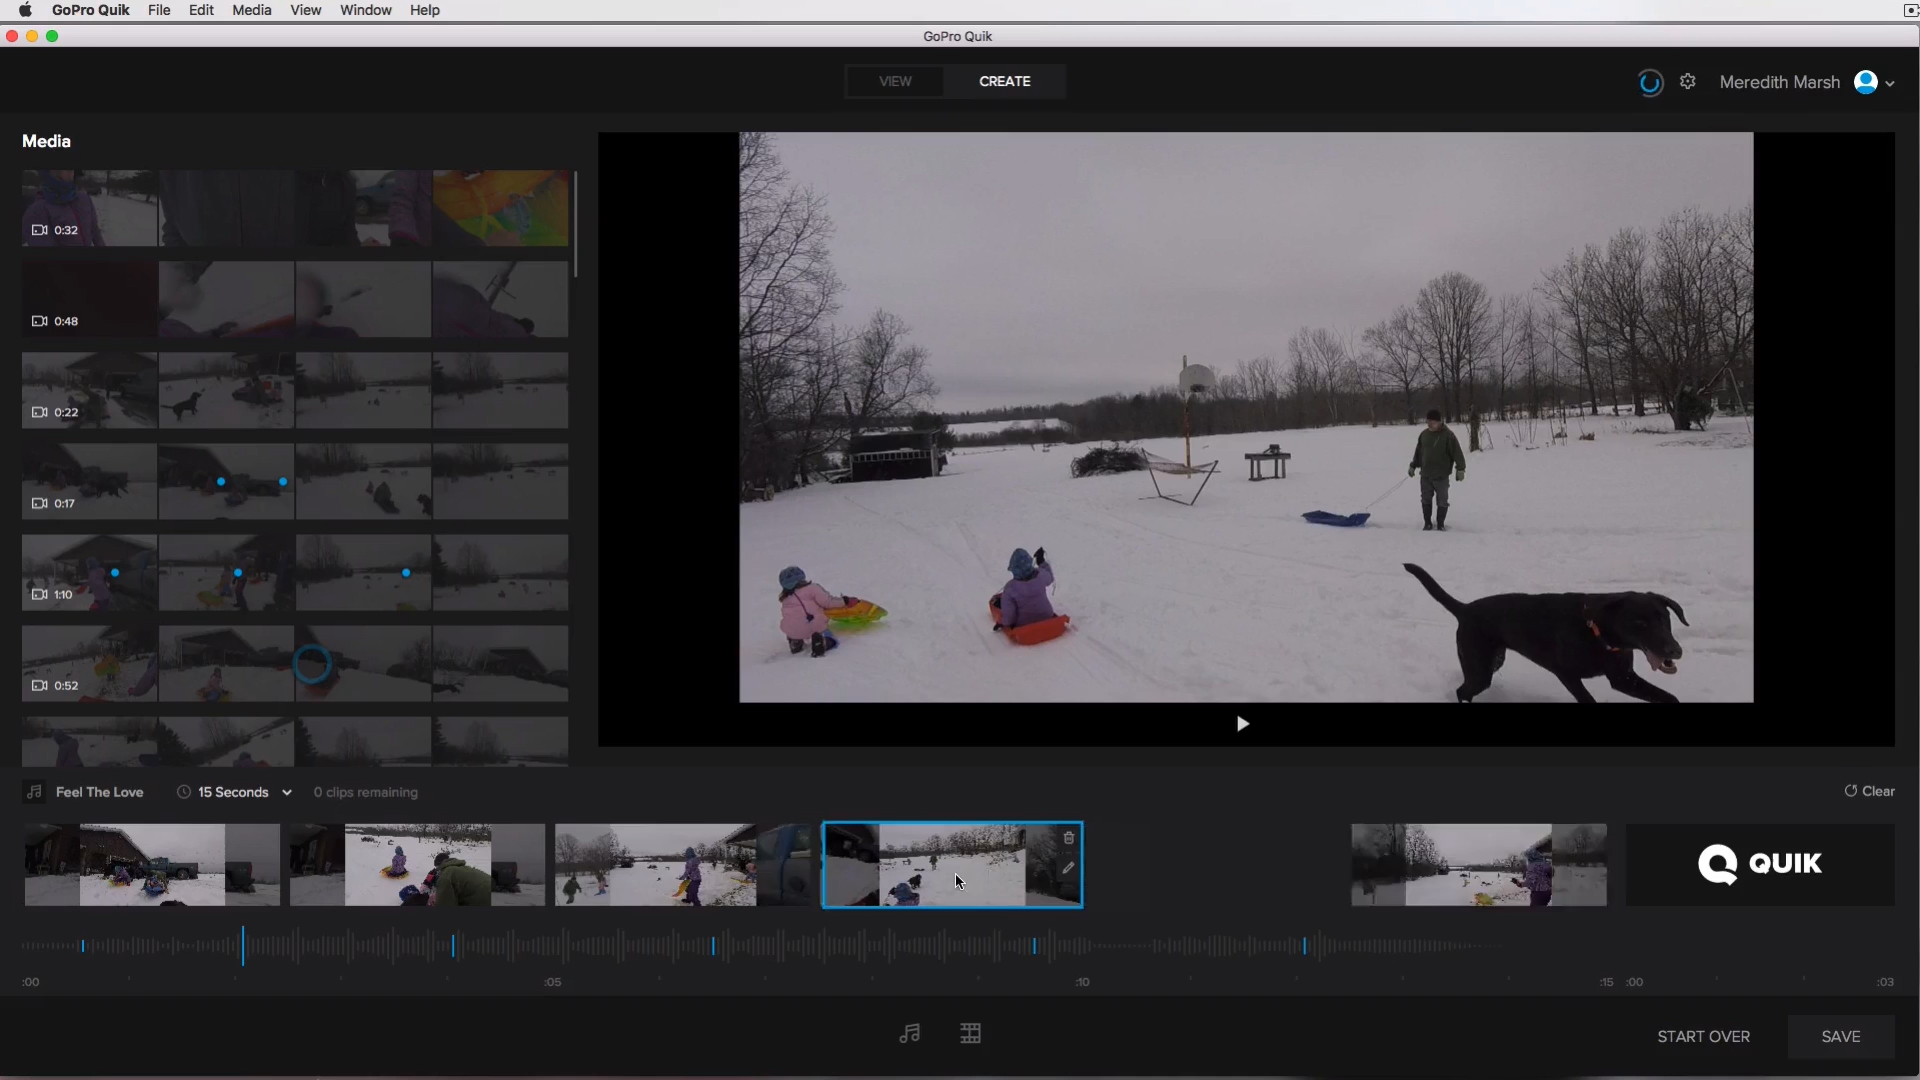 GoPro Quik File Edit Media View Window Help
GoPro Quik
VIEW CREATE
Meredith Marsh
Media
0:32
0:48
0:22
0:17
1:10
0:52
Feel The Love 15 Seconds 0 clips remaining
Clear
QUIK
:00 :05 :10 :15 :00 :03
START OVER SAVE